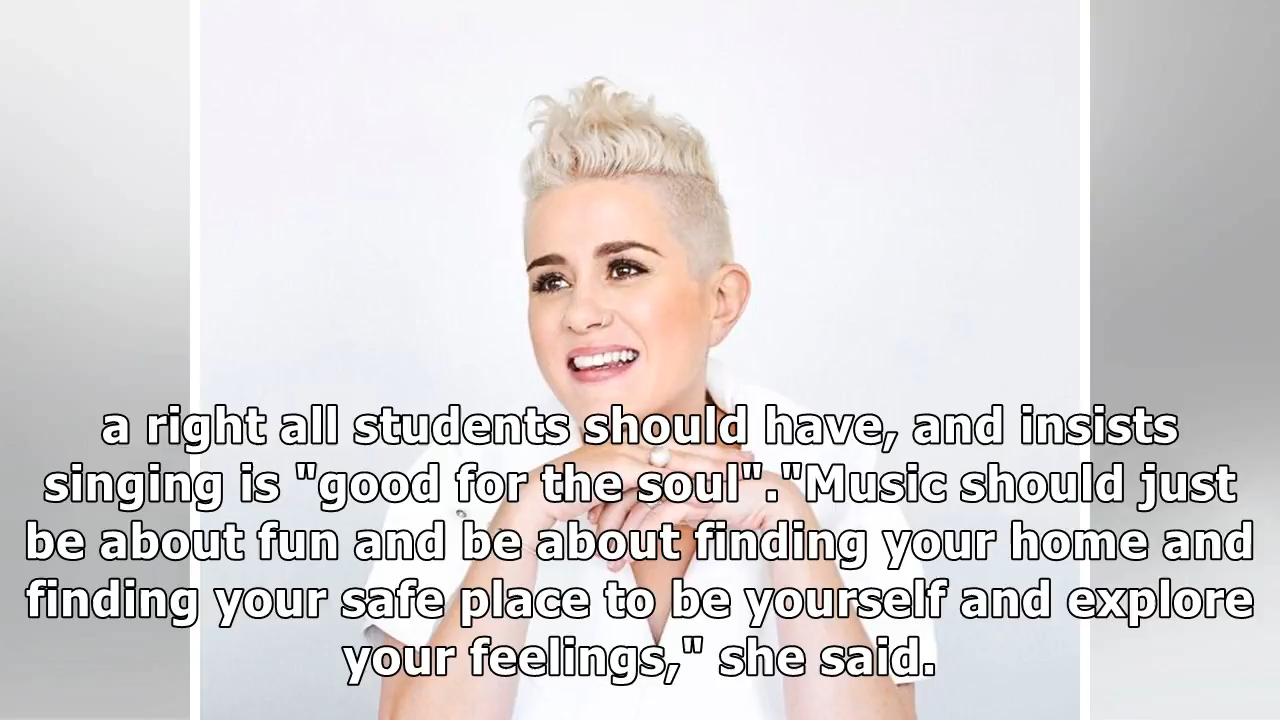 a right all students should have, and insists
singing is "good for the soul"."Music should just
be about fun and be about finding your home and
finding your safe place to be yourself and explore
your feelings," she said.